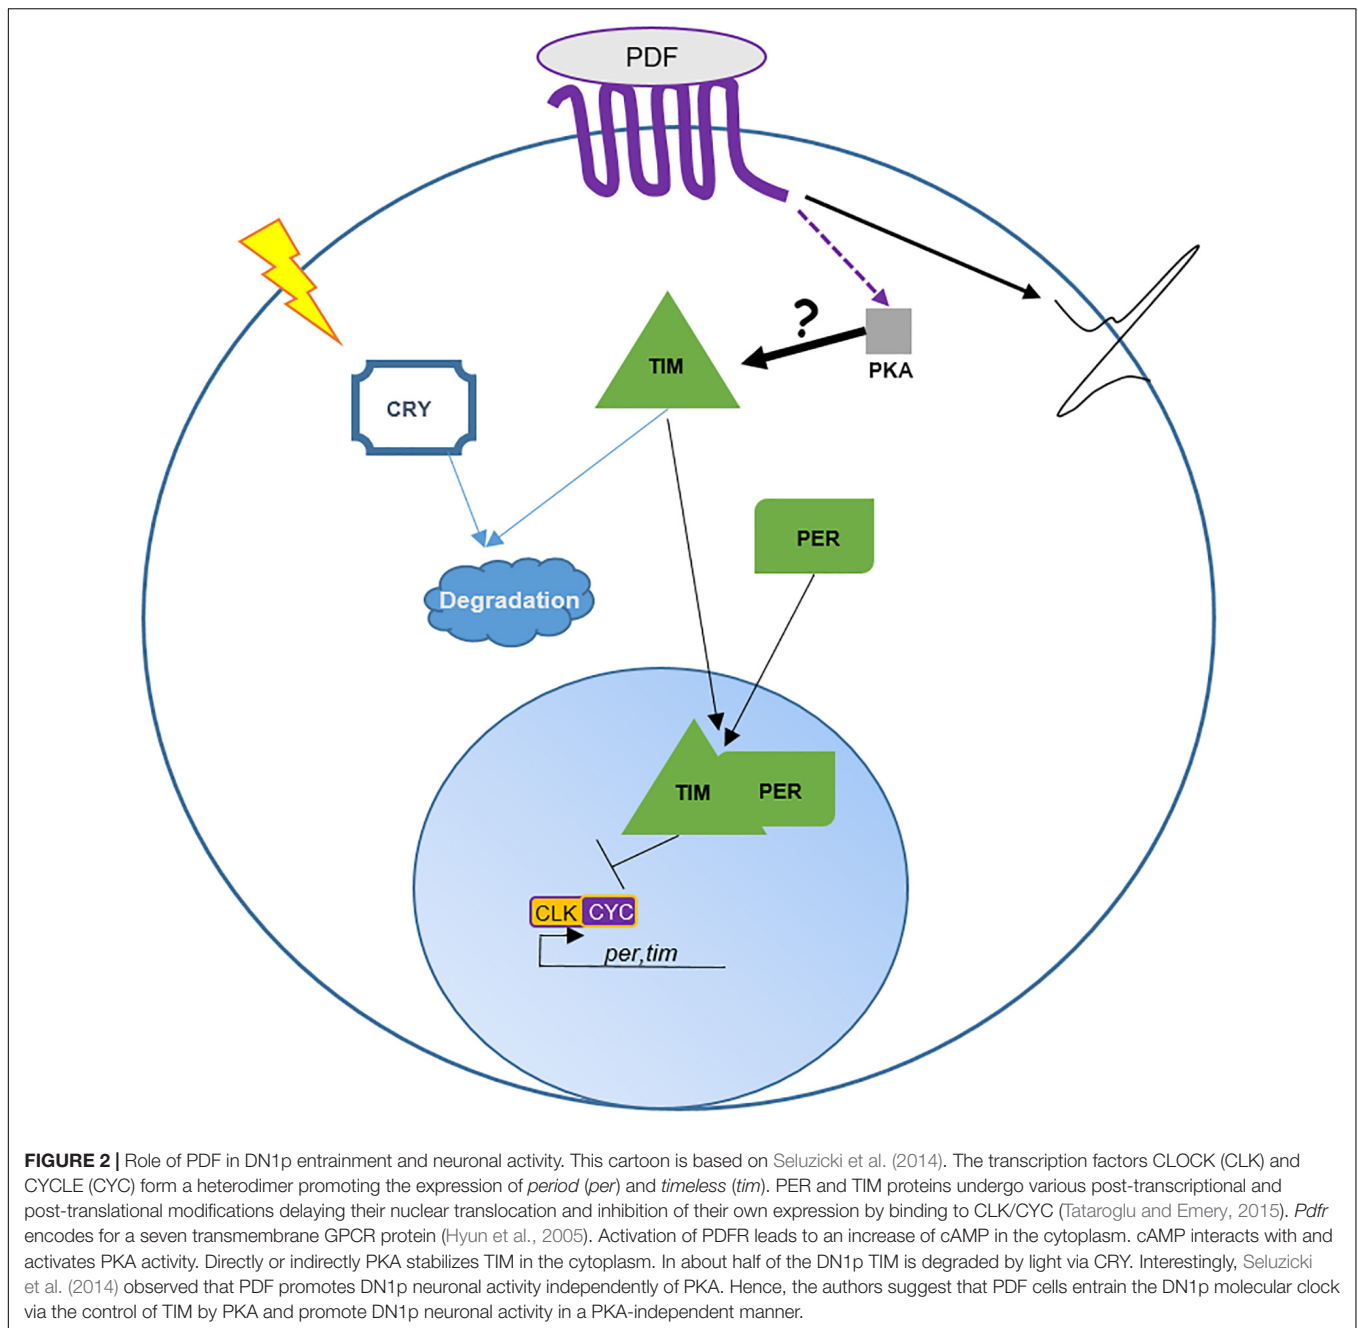 PDF
?
TIM
PKA
CRY
PER
Degradation
TIM
PER
CLK CYC
per,tim
FIGURE 2 | Role of PDF in DN1p entrainment and neuronal activity. This cartoon is based on Seluzicki et al. (2014). The transcription factors CLOCK (CLK) and
CYCLE (CYC) form a heterodimer promoting the expression of period (per) and timeless (tim). PER and TIM proteins undergo various post-transcriptional and
post-translational modifications delaying their nuclear translocation and inhibition of their own expression by binding to CLK/CYC (Tataroglu and Emery, 2015). Pdfr
encodes for a seven transmembrane GPCR protein (Hyun et al., 2005). Activation of PDFR leads to an increase of cAMP in the cytoplasm. cAMP interacts with and
activates PKA activity. Directly or indirectly PKA stabilizes TIM in the cytoplasm. In about half of the DN1p TIM is degraded by light via CRY. Interestingly, Seluzicki
et al. (2014) observed that PDF promotes DN1p neuronal activity independently of PKA. Hence, the authors suggest that PDF cells entrain the DN1p molecular clock
via the control of TIM by PKA and promote DN1p neuronal activity in a PKA-independent manner.